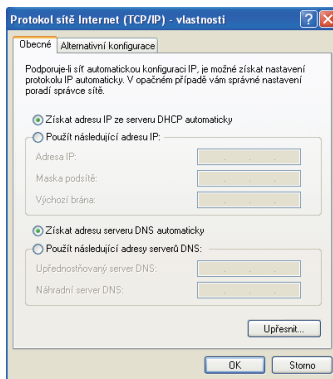 Protokol sítě Internet (TCP/IP) - vlastnosti
Obecné
Alternativní konfigurace
Podporuje-li síť automatickou konfiguraci IP, je možné získat nastavení
protokolu IP automaticky. V opačném případě vám správné nastavení
poradí správce sítě.
Získat adresu IP ze serveru DHCP automaticky
Použít následující adresu IP:
Adresa IP:
Maska podsítě:
Výchozí brána:
Získat adresu serveru DNS automaticky
Použít následující adresy serverů DNS:
Upřednostňovaný server DNS:
Náhradní server DNS:
Upřesnit...
OK
Storno